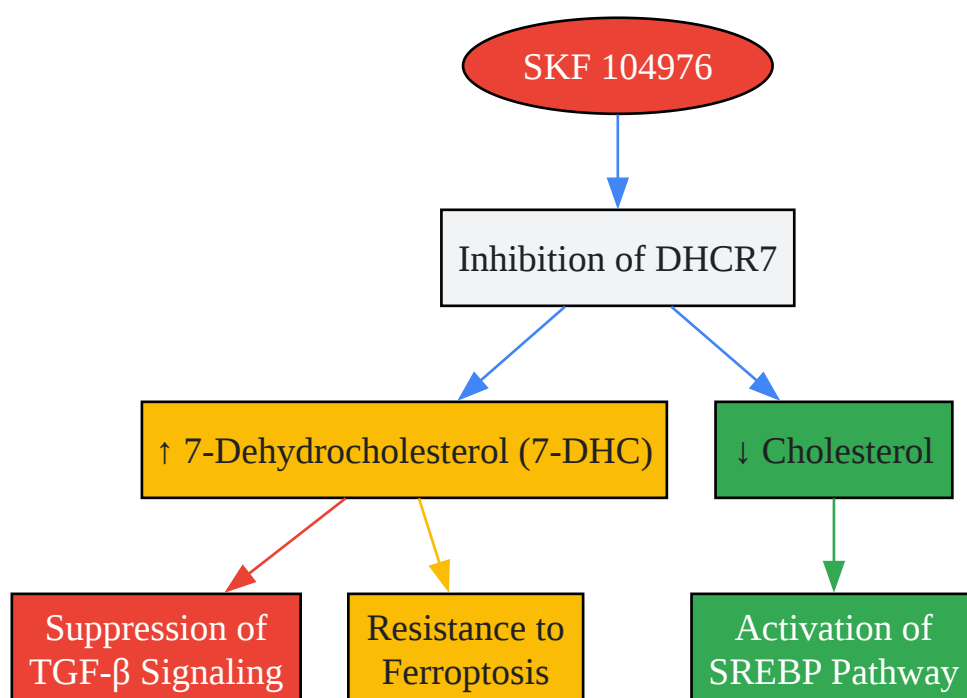 SKF 104976
Inhibition of DHCR7
↑ 7-Dehydrocholesterol (7-DHC)
↓ Cholesterol
Suppression of
TGF-β Signaling
Resistance to
Ferroptosis
Activation of
SREBP Pathway